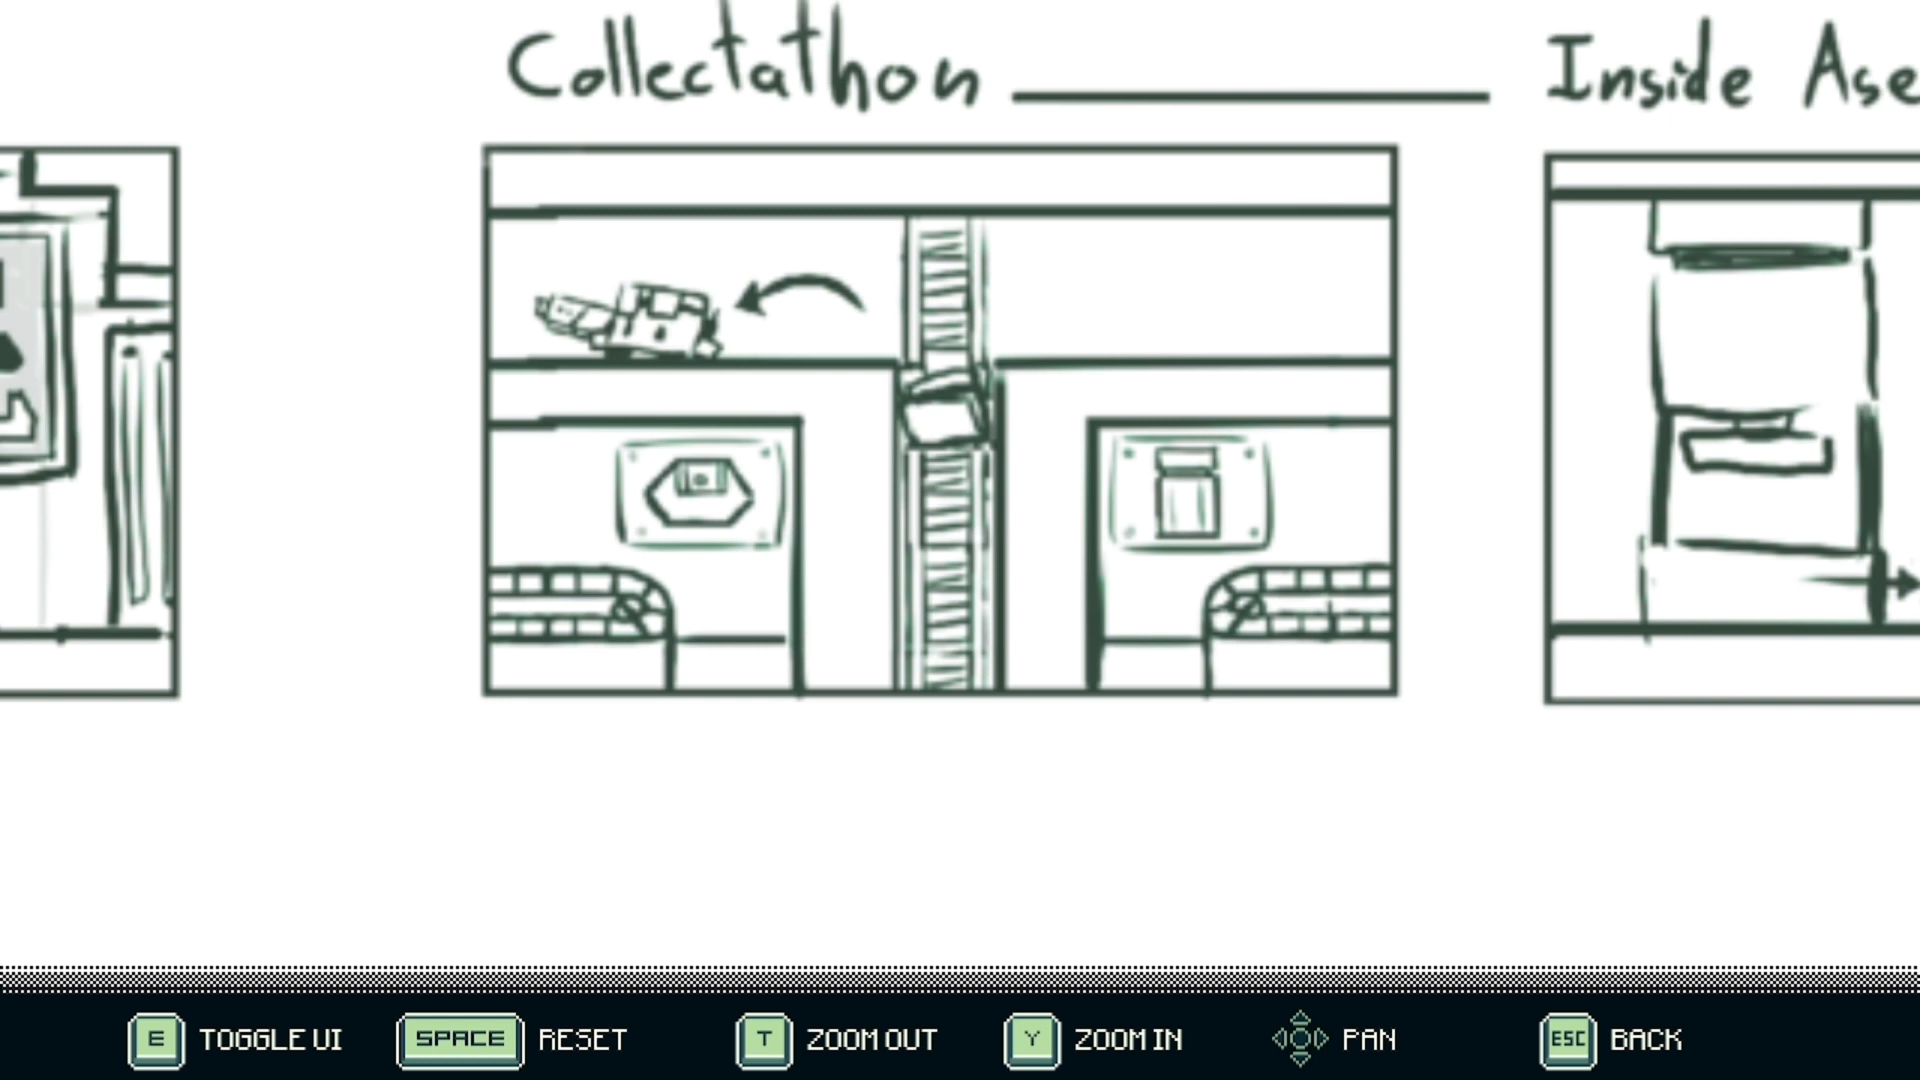 Collectathon
Inside Ase
E TOGGLE UI SPACE RESET T ZOOM OUT Y ZOOM IN PAN ESC BACK